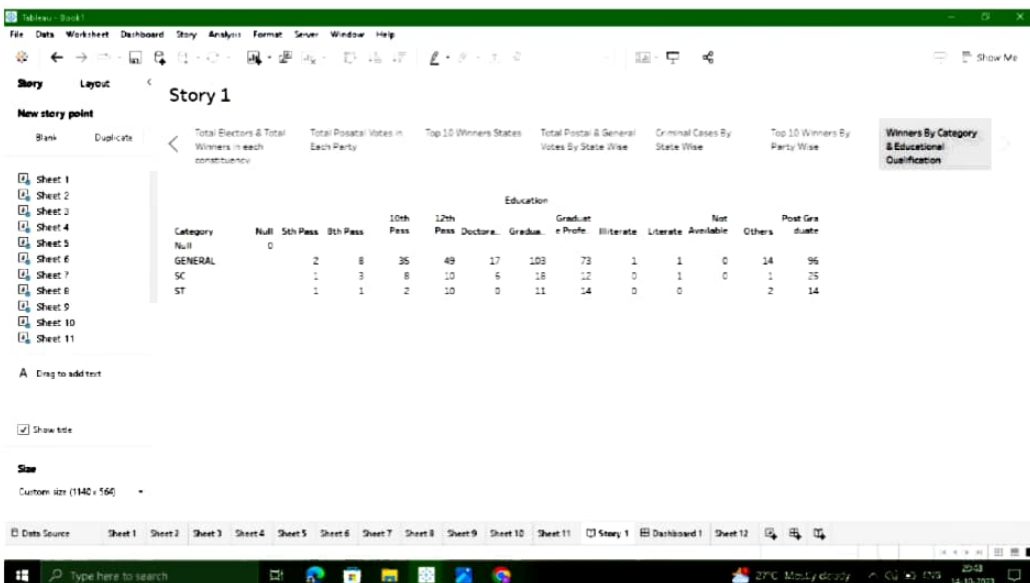 Tableau - Book1
File Data Worksheet Dashboard Story Analysis Format Server Window Help
Show Me
Story Layout
New story point
Blank Duplicate
Story 1
Total Electors & Total Winners in each constituency
Total Posatal Votes in Each Party
Top 10 Winners States
Total Postal & General Votes By State Wise
Criminal Cases By State Wise
Top 10 Winners By Party Wise
Winners By Category & Educational Qualification
Sheet 1
Sheet 2
Sheet 3
Sheet 4
Sheet 5
Sheet 6
Sheet 7
Sheet 8
Sheet 9
Sheet 10
Sheet 11
Education
Category Null 5th Pass 8th Pass 10th Pass 12th Pass Doctora.. Gradua.. Graduat e Profe.. Illiterate Literate Not Available Others Post Gra duate
Null 0
GENERAL 2 8 35 49 17 103 73 1 1 0 14 96
SC 1 3 8 10 6 18 12 0 1 0 1 25
ST 1 1 2 10 0 11 14 0 0 2 14
A Drag to add text
Show title
Size
Custom size (1140 x 564)
Data Source Sheet 1 Sheet 2 Sheet 3 Sheet 4 Sheet 5 Sheet 6 Sheet 7 Sheet 8 Sheet 9 Sheet 10 Sheet 11 Story 1 Dashboard 1 Sheet 12
Type here to search
27°C Mostly cloudy ENG